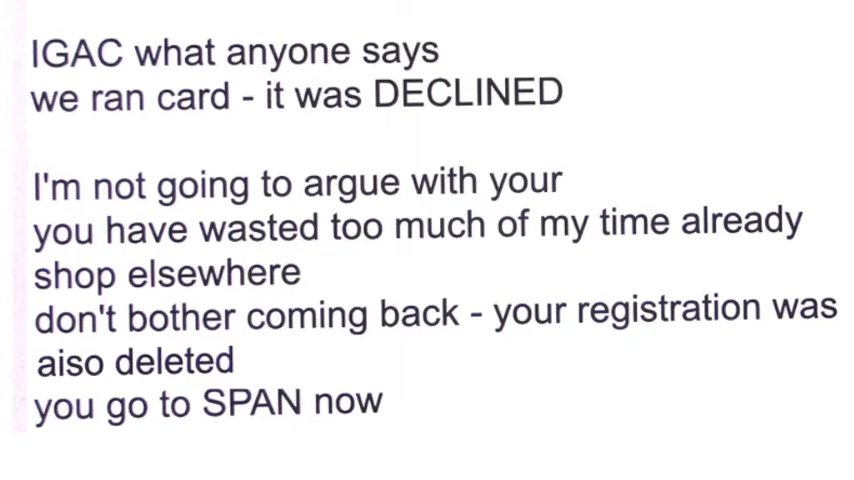 IGAC what anyone says
we ran card - it was DECLINED
I'm not going to argue with your
you have wasted too much of my time already
shop elsewhere
don't bother coming back - your registration was
aiso deleted
you go to SPAN now